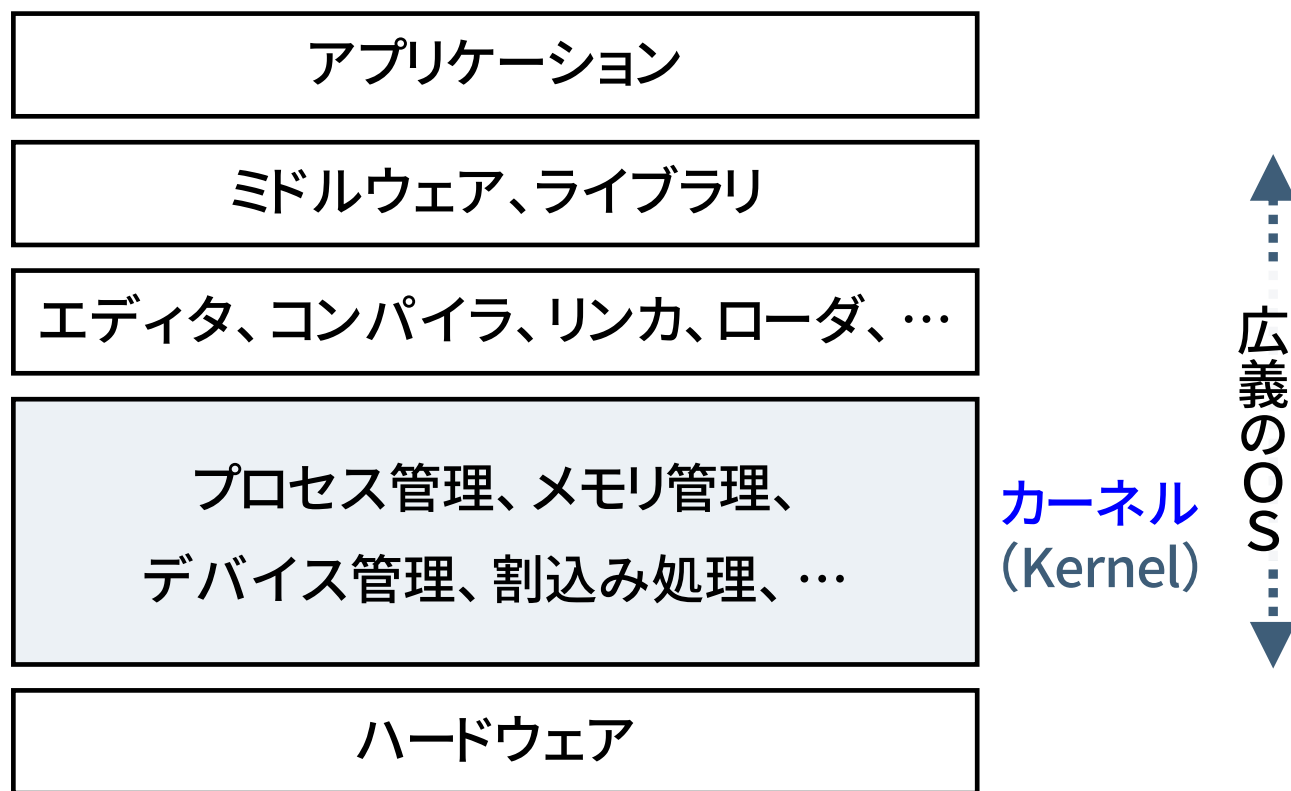 アプリケーション
ミドルウェア、ライブラリ
エディタ、コンパイラ、リンカ、ローダ、…
プロセス管理、メモリ管理、
デバイス管理、割込み処理、…
カーネル
（Kernel）
広義のＯＳ
ハードウェア